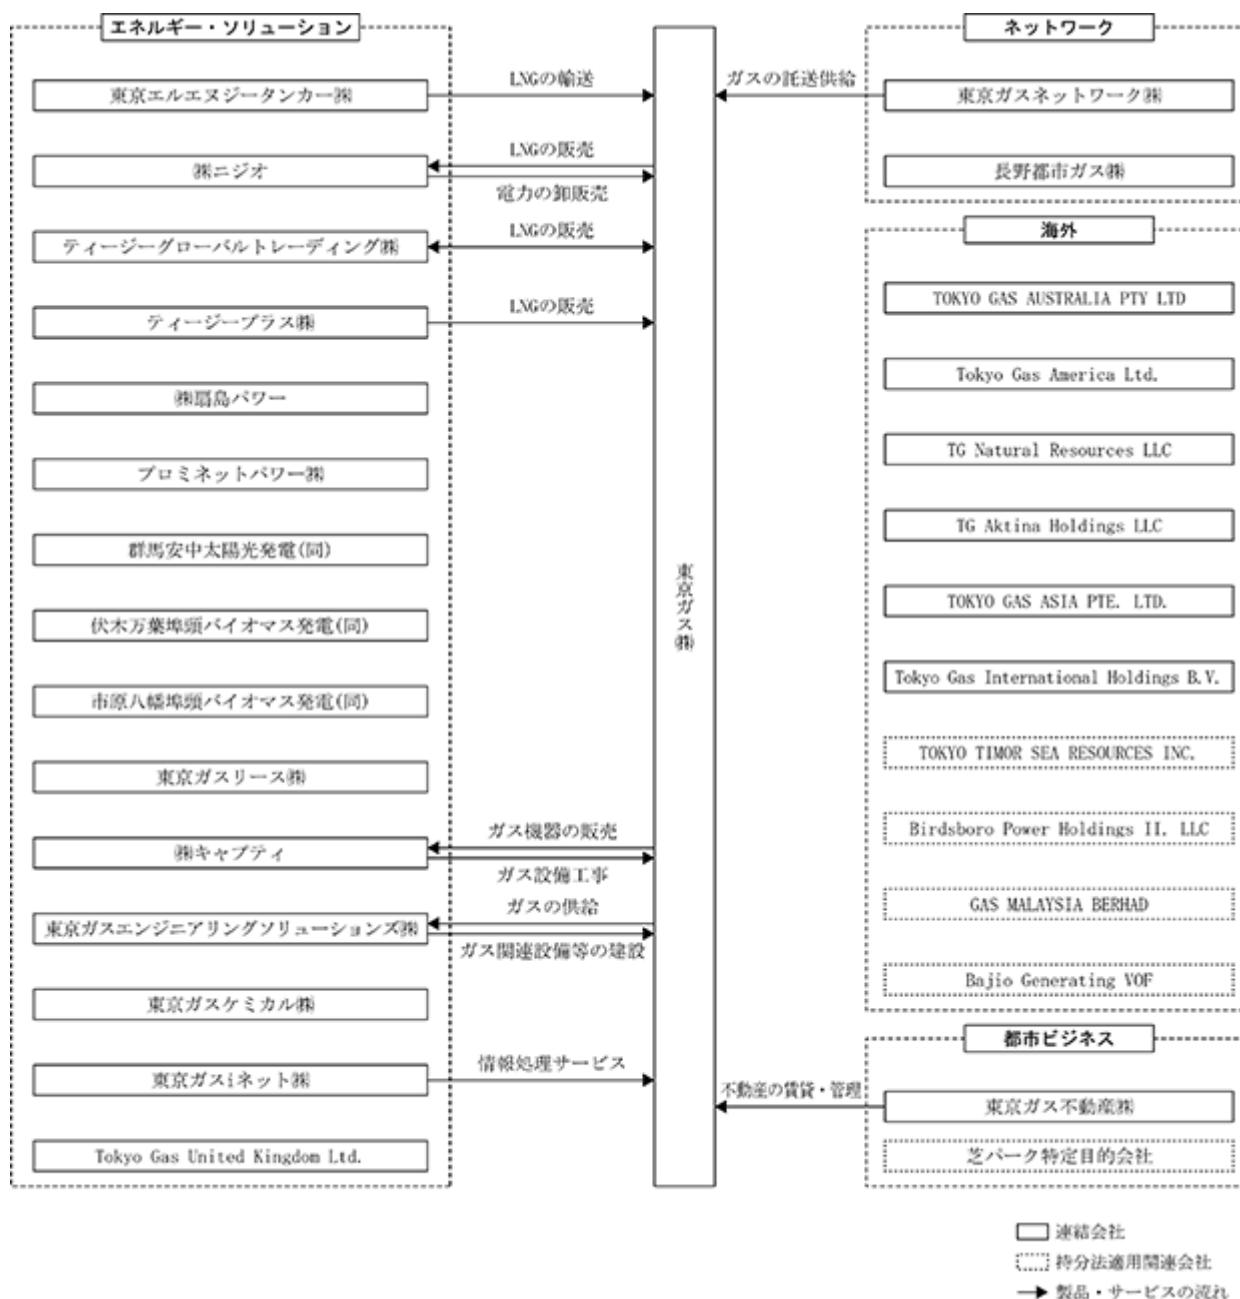 エネルギー・ソリューション
東京エルエヌジータンカー㈱
㈱ニジオ
ティージーグローバルトレーディング㈱
ティージープラス㈱
㈱扇島パワー
プロミネットパワー㈱
群馬安中太陽光発電(同)
伏木万葉埠頭バイオマス発電(同)
市原八幡埠頭バイオマス発電(同)
東京ガスリース㈱
㈱キャプティ
東京ガスエンジニアリングソリューションズ㈱
東京ガスケミカル㈱
東京ガスiネット㈱
Tokyo Gas United Kingdom Ltd.
LNGの輸送
LNGの販売
電力の卸販売
LNGの販売
LNGの販売
ガス機器の販売
ガス設備工事
ガスの供給
ガス関連設備等の建設
情報処理サービス
東京ガス㈱
ガスの託送供給
不動産の賃貸・管理
ネットワーク
東京ガスネットワーク㈱
長野都市ガス㈱
海外
TOKYO GAS AUSTRALIA PTY LTD
Tokyo Gas America Ltd.
TG Natural Resources LLC
TG Aktina Holdings LLC
TOKYO GAS ASIA PTE. LTD.
Tokyo Gas International Holdings B.V.
TOKYO TIMOR SEA RESOURCES INC.
Birdsboro Power Holdings II. LLC
GAS MALAYSIA BERHAD
Bajio Generating VOF
都市ビジネス
東京ガス不動産㈱
芝パーク特定目的会社
連結会社
持分法適用関連会社
製品・サービスの流れ